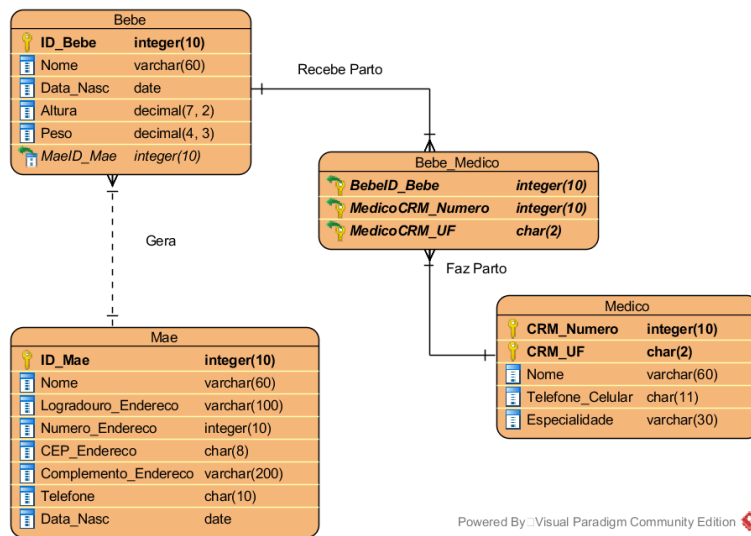 Bebe
ID_Bebe integer(10)
Nome varchar(60)
Data_Nasc date
Altura decimal(7, 2)
Peso decimal(4, 3)
MaeID_Mae integer(10)
Recebe Parto
Bebe_Medico
BebeID_Bebe integer(10)
MedicoCRM_Numero integer(10)
MedicoCRM_UF char(2)
Gera
Faz Parto
Mae
ID_Mae integer(10)
Nome varchar(60)
Logradouro_Endereco varchar(100)
Numero_Endereco integer(10)
CEP_Endereco char(8)
Complemento_Endereco varchar(200)
Telefone char(10)
Data_Nasc date
Medico
CRM_Numero integer(10)
CRM_UF char(2)
Nome varchar(60)
Telefone_Celular char(11)
Especialidade varchar(30)
Powered By Visual Paradigm Community Edition